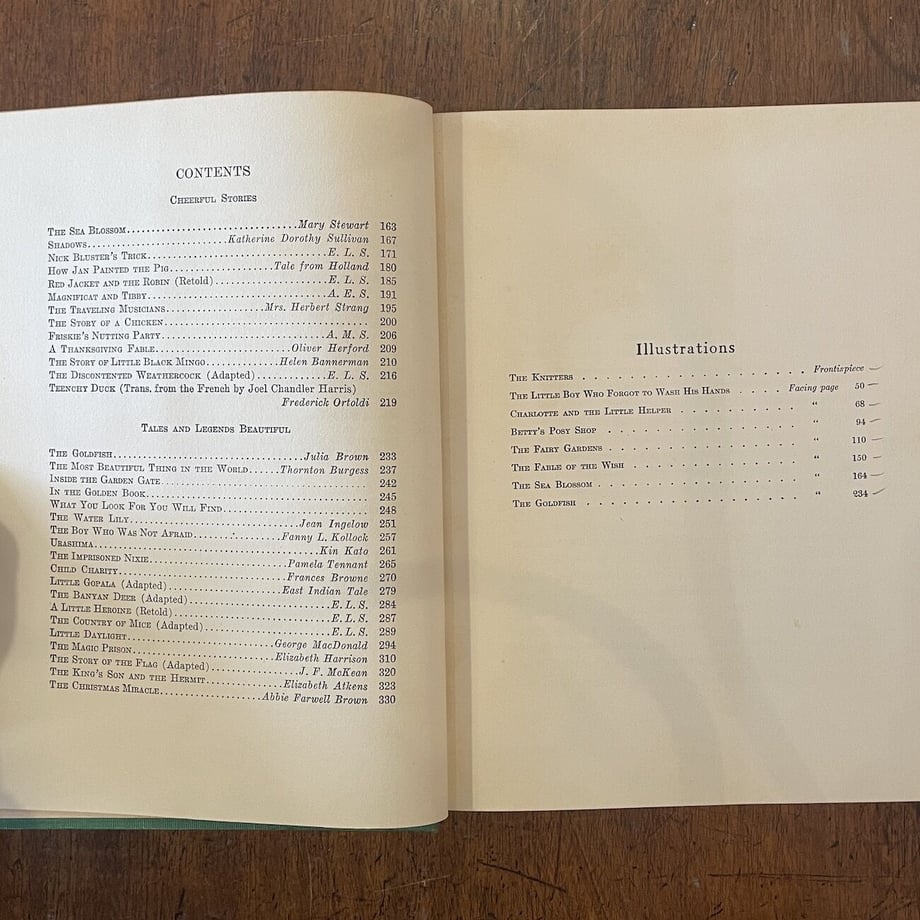 CONTENTS
CHEERFUL STORIES
THE SEA BLOSSOM................................Mary Stewart 163
SHADOWS........................Katherine Dorothy Sullivan 167
NICK BLUSTER'S TRICK...............................E. L. S. 171
HOW JAN PAINTED THE PIG..................Tale from Holland 180
RED JACKET AND THE ROBIN (Retold)....................E. L. S. 185
MAGNIFICAT AND TIBBY...............................A. E. S. 191
THE TRAVELING MUSICIANS.................Mrs. Herbert Strang 195
THE STORY OF A CHICKEN................................... 200
FRISKIE'S NUTTING PARTY.............................A. M. S. 206
A THANKSGIVING FABLE.........................Oliver Herford 209
THE STORY OF LITTLE BLACK MINGO............Helen Bannerman 210
THE DISCONTENTED WEATHERCOCK (Adapted)............E. L. S. 216
TEENCHY DUCK (Trans. from the French by Joel Chandler Harris)
Frederick Ortoldi 219
TALES AND LEGENDS BEAUTIFUL
THE GOLDFISH....................................Julia Brown 233
THE MOST BEAUTIFUL THING IN THE WORLD......Thornton Burgess 237
INSIDE THE GARDEN GATE................................... 242
IN THE GOLDEN BOOK....................................... 245
WHAT YOU LOOK FOR YOU WILL FIND.......................... 248
THE WATER LILY.................................Jean Ingelow 251
THE BOY WHO WAS NOT AFRAID..................Fanny L. Kollock 257
URASHIMA..........................................Kin Kato 261
THE IMPRISONED NIXIE.........................Pamela Tennant 265
CHILD CHARITY................................Frances Browne 270
LITTLE GOPALA (Adapted).....................East Indian Tale 279
THE BANYAN DEER (Adapted)...........................E. L. S. 284
A LITTLE HEROINE (Retold)...........................E. L. S. 287
THE COUNTRY OF MICE (Adapted).......................E. L. S. 289
LITTLE DAYLIGHT.............................George MacDonald 294
THE MAGIC PRISON...........................Elizabeth Harrison 310
THE STORY OF THE FLAG (Adapted)..................J. F. McKean 320
THE KING'S SON AND THE HERMIT................Elizabeth Atkens 323
THE CHRISTMAS MIRACLE....................Abbie Farwell Brown 330
Illustrations
THE KNITTERS . . . . . . . . . . . . . . . . . . . Frontispiece
THE LITTLE BOY WHO FORGOT TO WASH HIS HANDS . . . . Facing page 50
CHARLOTTE AND THE LITTLE HELPER . . . . . . . . . . “ 68
BETTY'S POSY SHOP . . . . . . . . . . . . . . . “ 94
THE FAIRY GARDENS . . . . . . . . . . . . . . . “ 110
THE FABLE OF THE WISH . . . . . . . . . . . . . “ 150
THE SEA BLOSSOM . . . . . . . . . . . . . . . . “ 164
THE GOLDFISH . . . . . . . . . . . . . . . . . “ 234